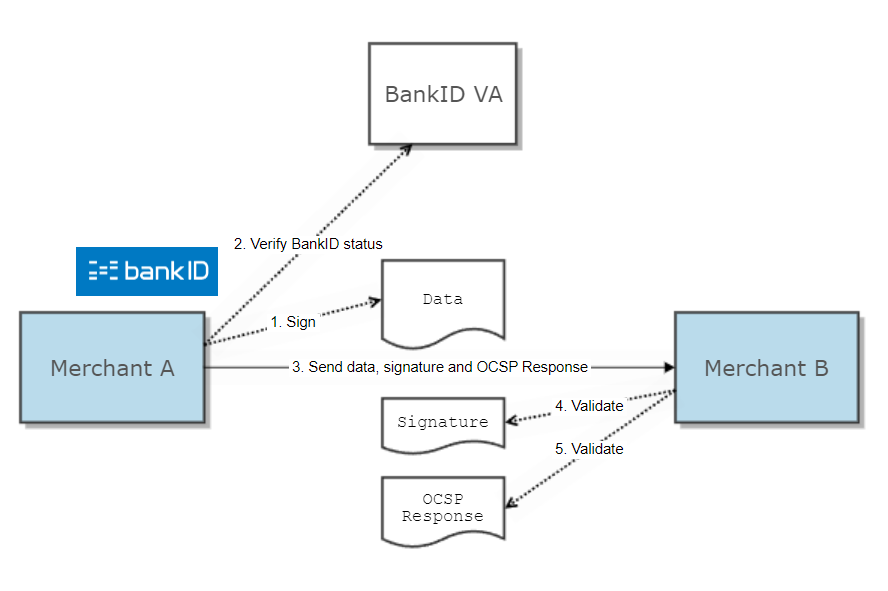 BankID VA
2. Verify BankID status
bankID
Data
1. Sign
Merchant A
3. Send data, signature and OCSP Response
Merchant B
4. Validate
Signature
5. Validate
OCSP
Response